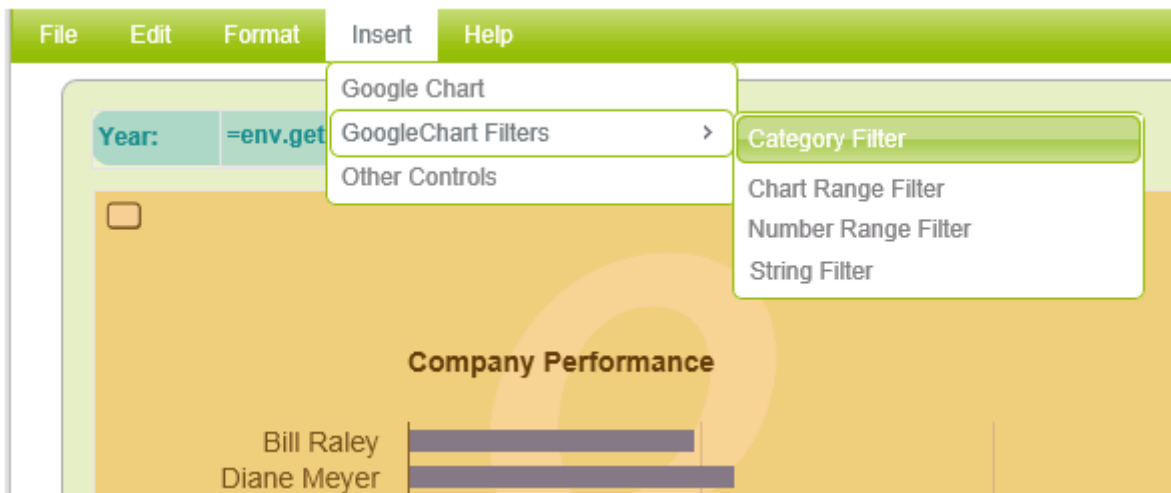 File Edit Format Insert Help
Google Chart
Year: =env.get GoogleChart Filters > Category Filter
Other Controls
Chart Range Filter
Number Range Filter
String Filter
Company Performance
Bill Raley
Diane Meyer